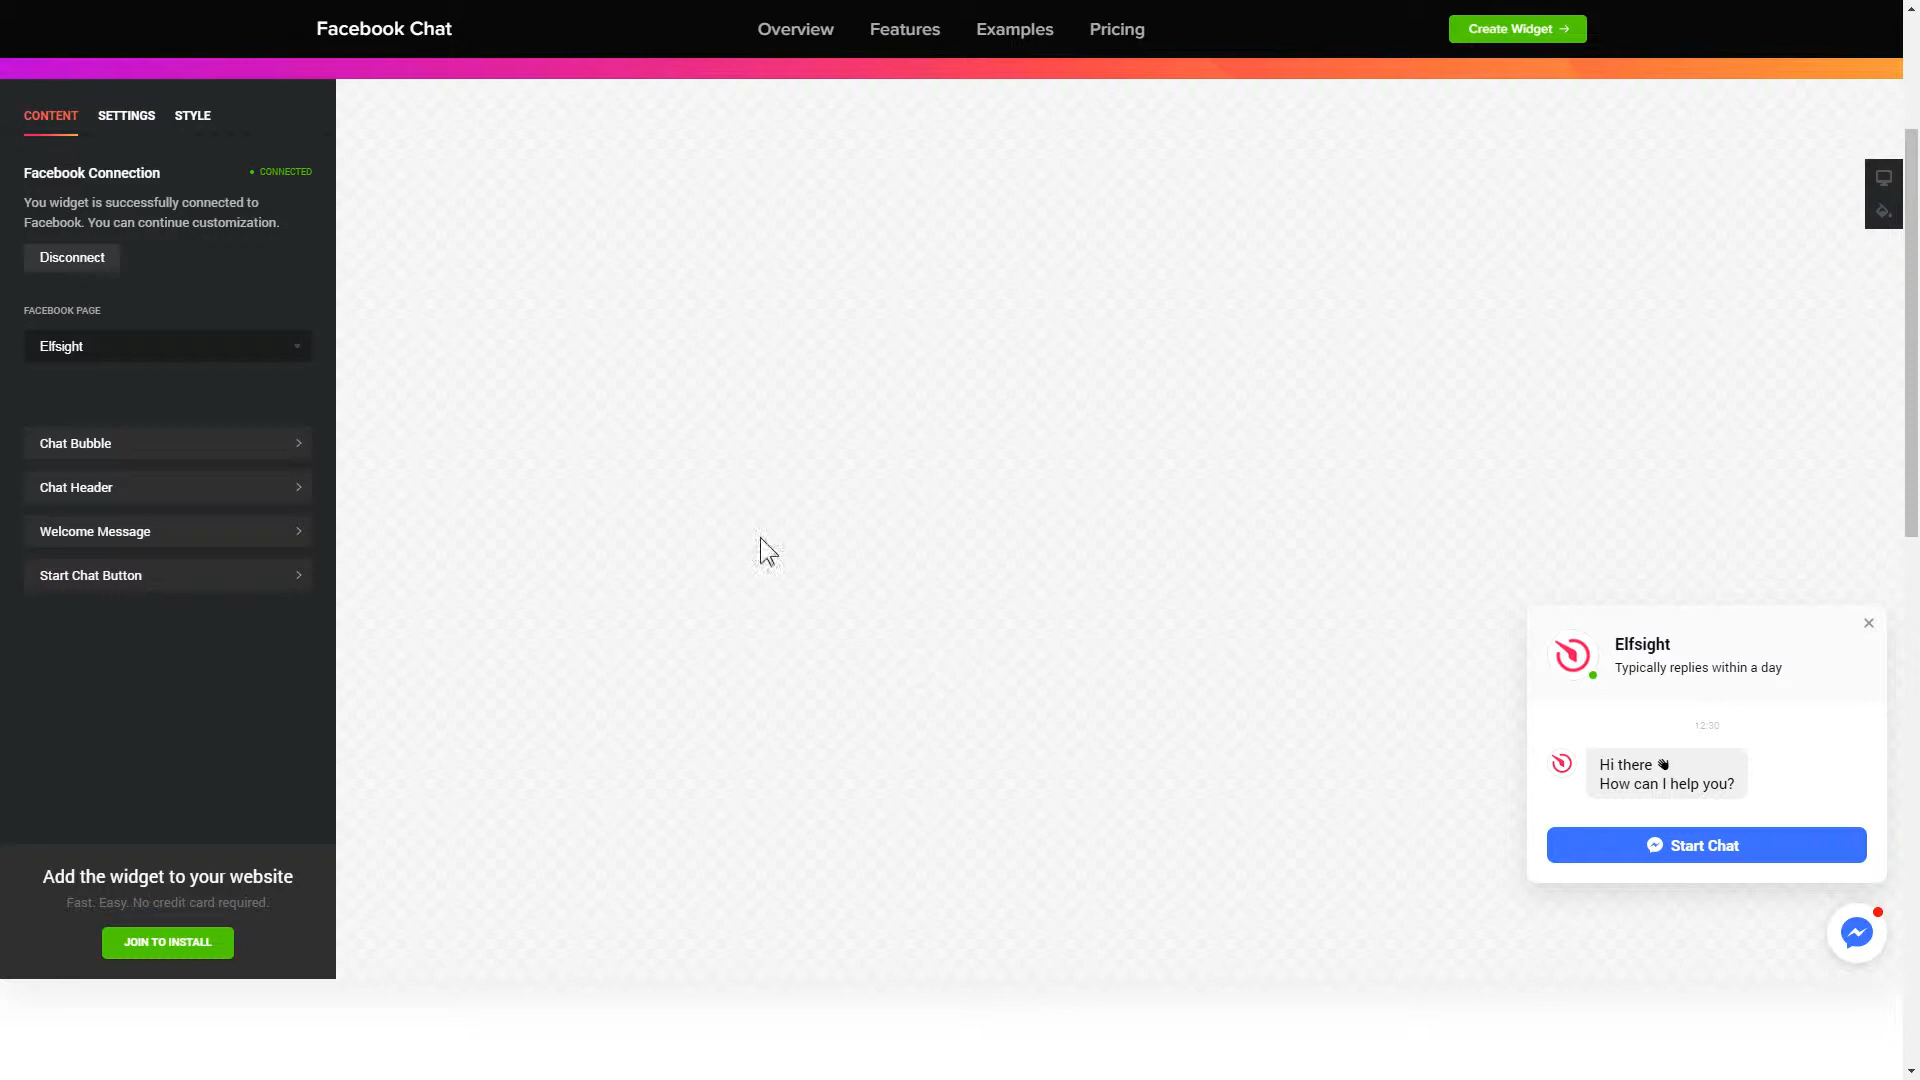 Facebook Chat
Overview
Features
Examples
Pricing
Create Widget →
CONTENT
SETTINGS
STYLE
Facebook Connection
• CONNECTED
You widget is successfully connected to
Facebook. You can continue customization.
Disconnect
FACEBOOK PAGE
Elfsight
Chat Bubble
Chat Header
Welcome Message
Start Chat Button
Add the widget to your website
Fast. Easy. No credit card required.
JOIN TO INSTALL
Elfsight
Typically replies within a day
12:30
Hi there 👋
How can I help you?
Start Chat